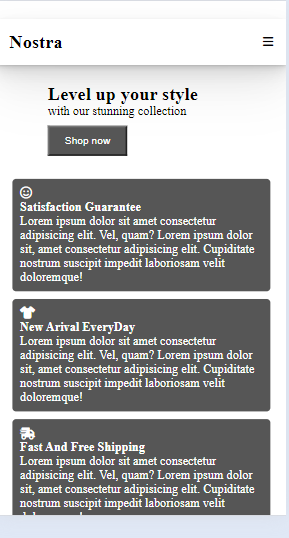 Nostra
Level up your style
with our stunning collection
Shop now
Satisfaction Guarantee
Lorem ipsum dolor sit amet consectetur
adipisicing elit. Vel, quam? Lorem ipsum dolor
sit, amet consectetur adipisicing elit. Cupiditate
nostrum suscipit impedit laboriosam velit
doloremque!
New Arival EveryDay
Lorem ipsum dolor sit amet consectetur
adipisicing elit. Vel, quam? Lorem ipsum dolor
sit, amet consectetur adipisicing elit. Cupiditate
nostrum suscipit impedit laboriosam velit
doloremque!
Fast And Free Shipping
Lorem ipsum dolor sit amet consectetur
adipisicing elit. Vel, quam? Lorem ipsum dolor
sit, amet consectetur adipisicing elit. Cupiditate
nostrum suscipit impedit laboriosam velit